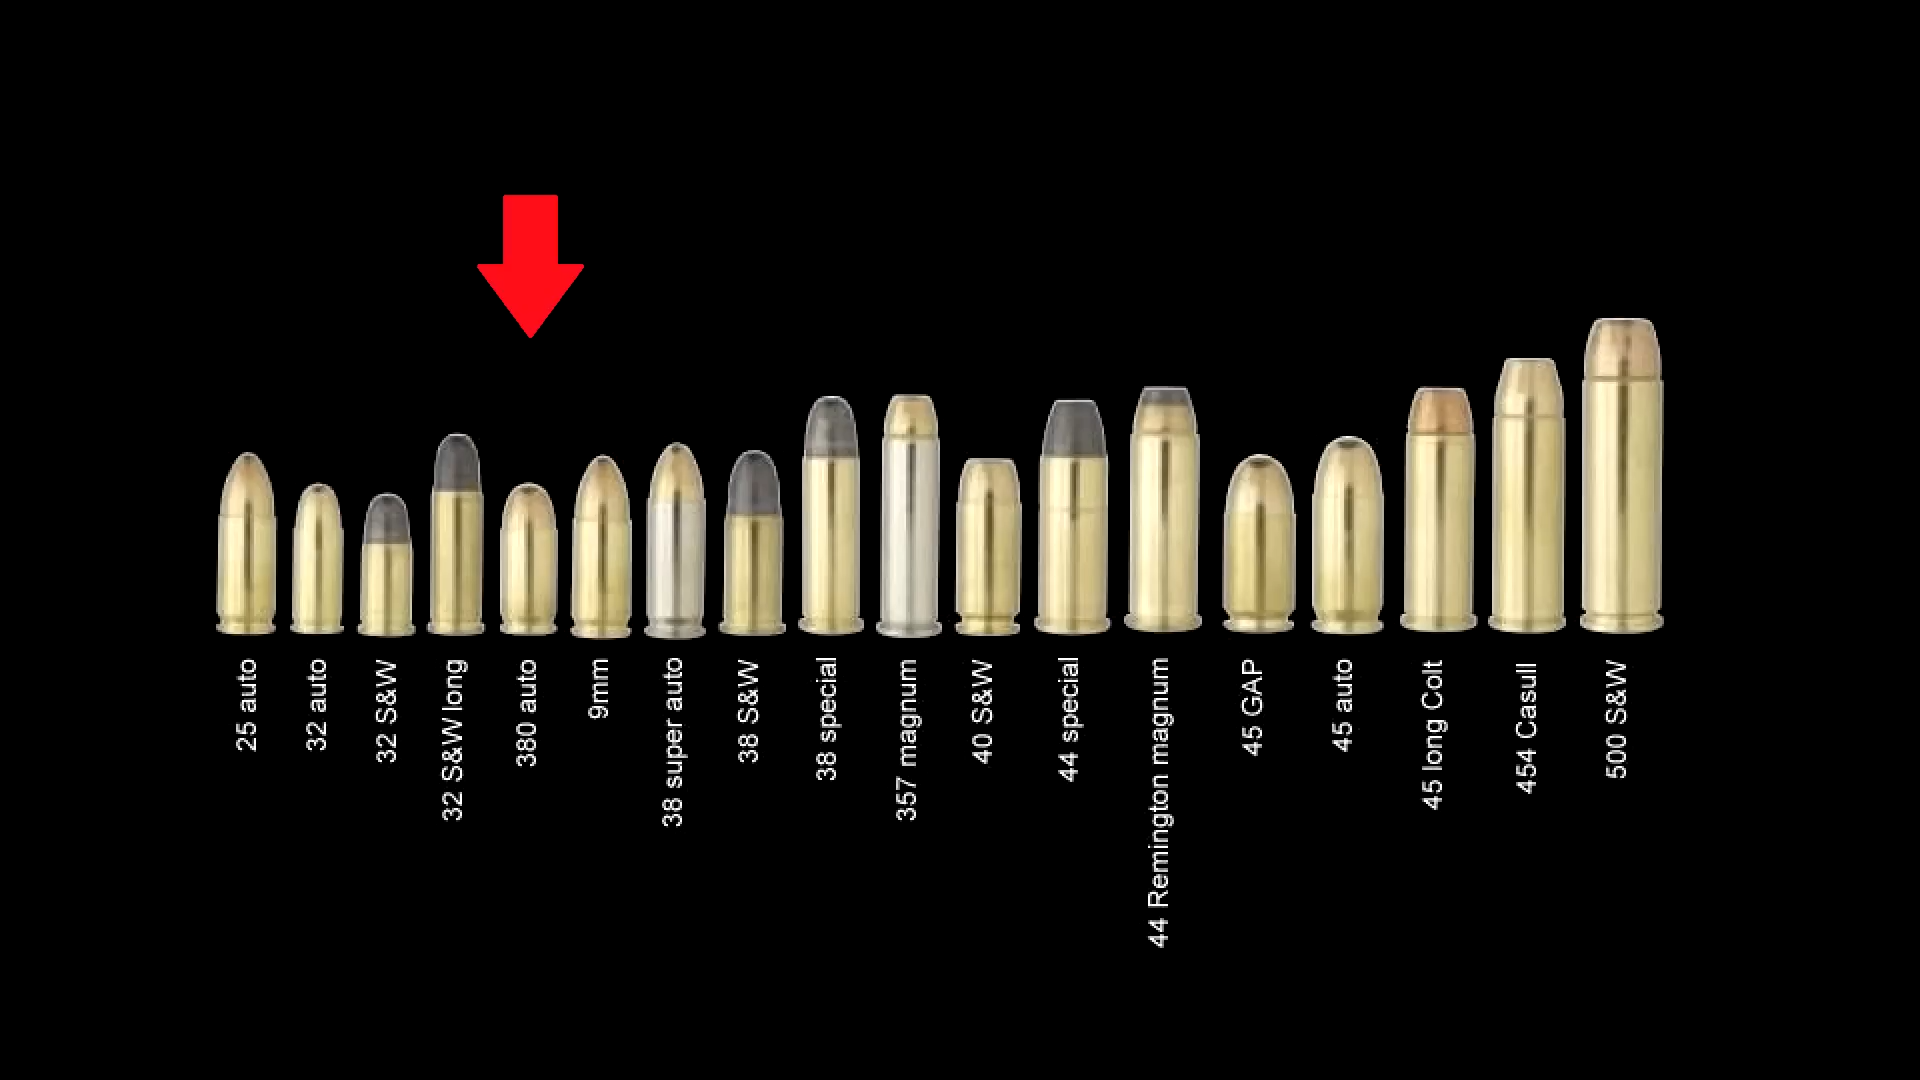 25 auto
32 auto
32 S&W
32 S&W long
380 auto
9mm
38 super auto
38 S&W
38 special
357 magnum
40 S&W
44 special
44 Remington magnum
45 GAP
45 auto
45 long Colt
454 Casull
500 S&W